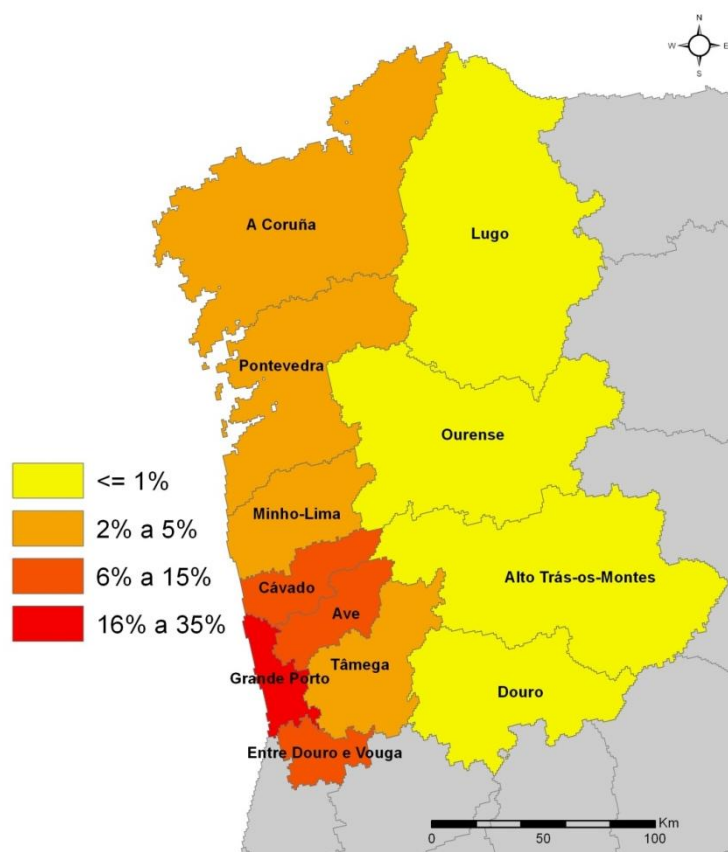 N
W E
S
A Coruña
Lugo
Pontevedra
Ourense
<= 1%
2% a 5%
6% a 15%
16% a 35%
Minho-Lima
Cávado
Alto Trás-os-Montes
Ave
Tâmega
Grande Porto
Douro
Entre Douro e Vouga
Km
0 50 100